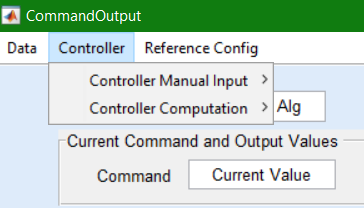 CommandOutput
Data Controller Reference Config
Controller Manual Input
Controller Computation
Alg
Current Command and Output Values
Command Current Value